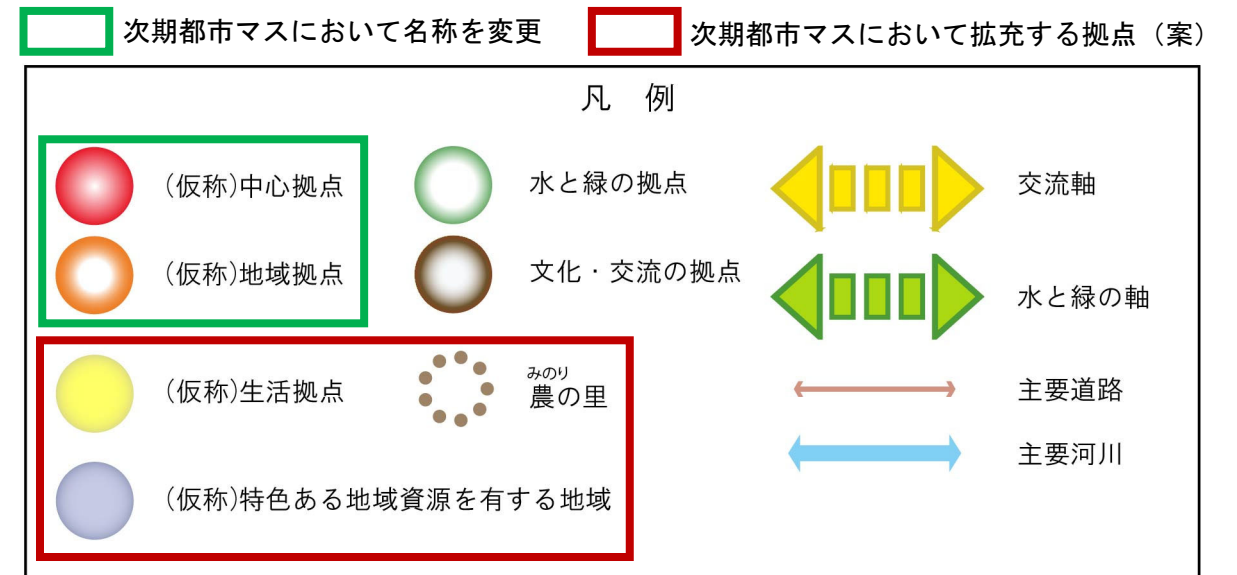 次期都市マスにおいて名称を変更
次期都市マスにおいて拡充する拠点（案）
凡 例
(仮称)中心拠点
水と緑の拠点
交流軸
(仮称)地域拠点
文化・交流の拠点
水と緑の軸
(仮称)生活拠点
みのり
農の里
主要道路
主要河川
(仮称)特色ある地域資源を有する地域